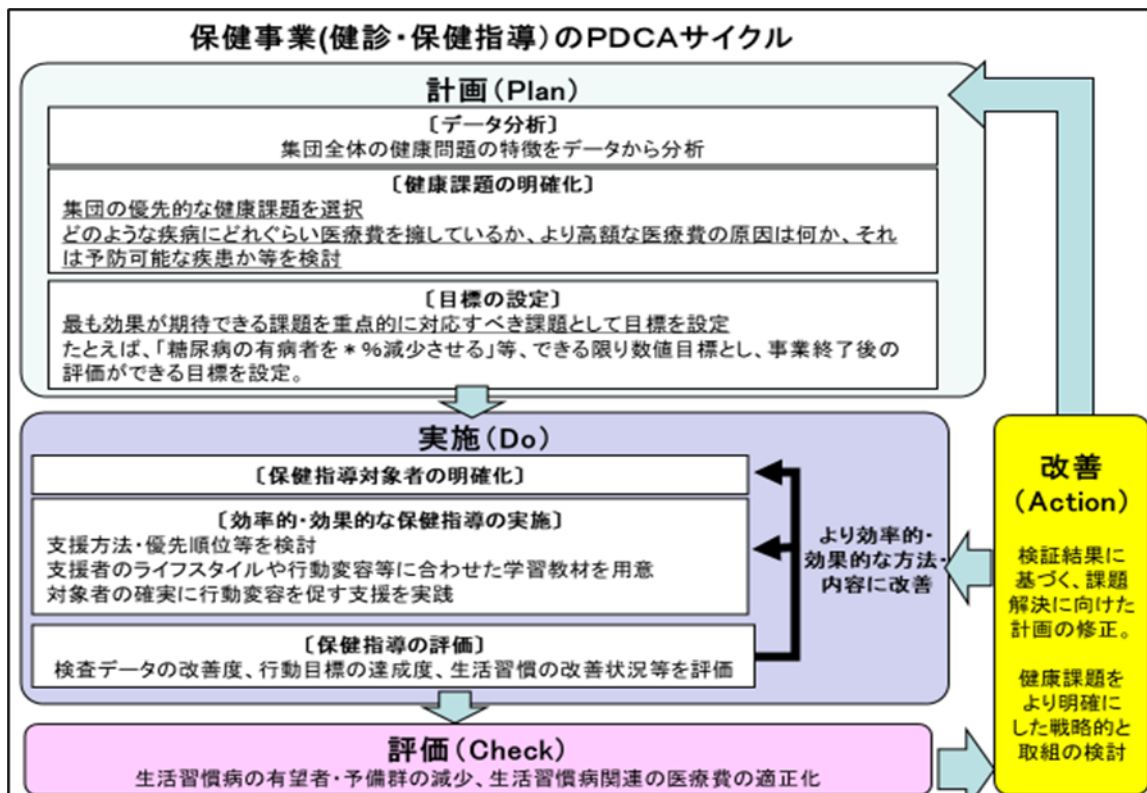 保健事業(健診・保健指導)のPDCAサイクル
計画(Plan)
〔データ分析〕
集団全体の健康問題の特徴をデータから分析
〔健康課題の明確化〕
集団の優先的な健康課題を選択
どのような疾病にどれぐらい医療費を擁しているか、より高額な医療費の原因は何か、それ
は予防可能な疾患か等を検討
〔目標の設定〕
最も効果が期待できる課題を重点的に対応すべき課題として目標を設定
たとえば、「糖尿病の有病者を*%減少させる」等、できる限り数値目標とし、事業終了後の
評価ができる目標を設定。
実施(Do)
〔保健指導対象者の明確化〕
〔効率的・効果的な保健指導の実施〕
支援方法・優先順位等を検討
支援者のライフスタイルや行動変容等に合わせた学習教材を用意
対象者の確実に行動変容を促す支援を実践
〔保健指導の評価〕
検査データの改善度、行動目標の達成度、生活習慣の改善状況等を評価
より効率的・
効果的な方法・
内容に改善
評価(Check)
生活習慣病の有望者・予備群の減少、生活習慣病関連の医療費の適正化
改善
(Action)
検証結果に
基づく、課題
解決に向けた
計画の修正。
健康課題を
より明確に
した戦略的と
取組の検討